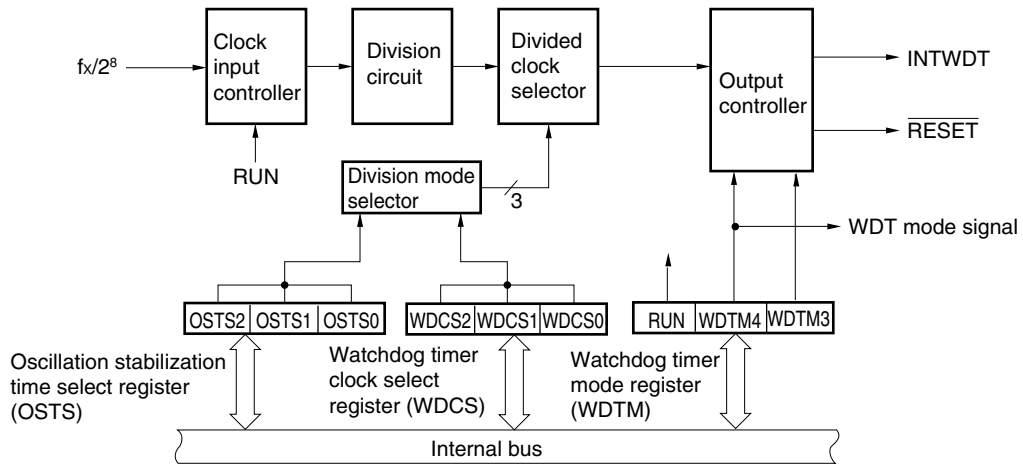 fx/2⁸
Clock
input
controller
Division
circuit
Divided
clock
selector
Output
controller
INTWDT
RESET
RUN
Division mode
selector
3
WDT mode signal
OSTS2 OSTS1 OSTS0
WDCS2 WDCS1 WDCS0
RUN WDTM4 WDTM3
Oscillation stabilization
time select register
(OSTS)
Watchdog timer
clock select
register (WDCS)
Watchdog timer
mode register
(WDTM)
Internal bus